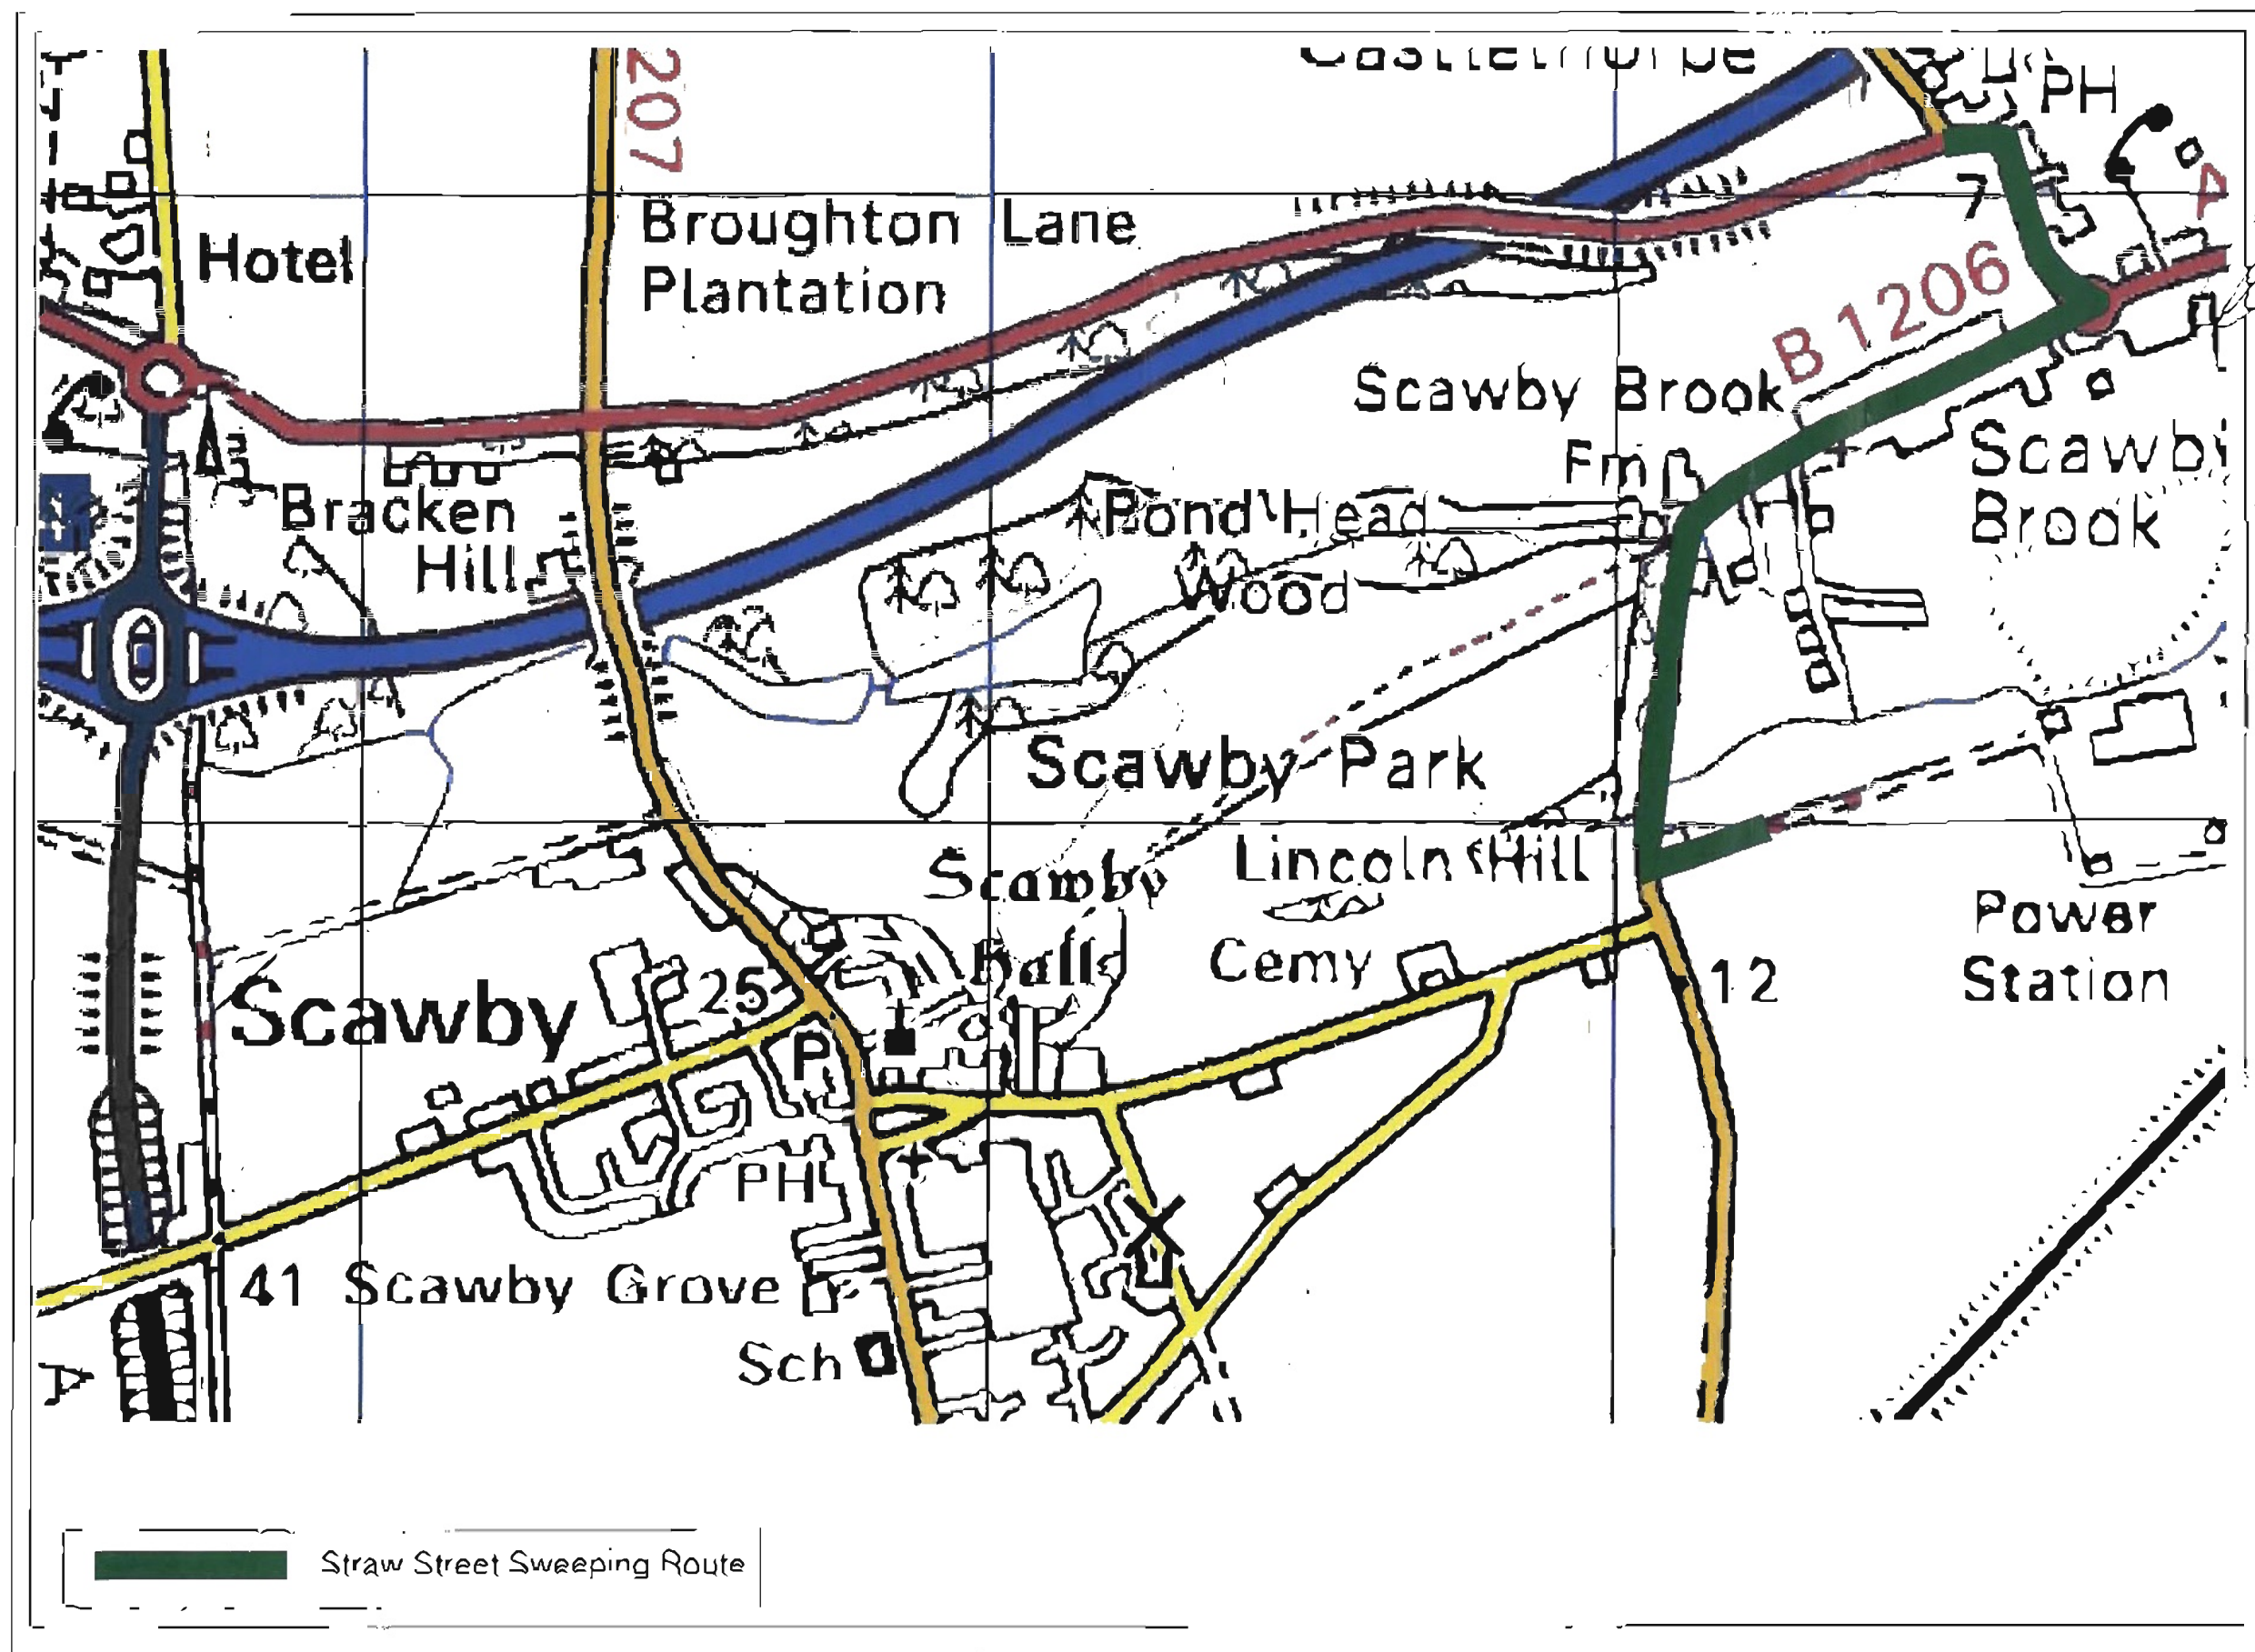 207
PH
7
A
Hotel
Broughton Lane
Plantation
B 1206
Scawby Brook
Fm
Scawby
Brook
Bracken
Hill
Pond Head
Wood
Scawby Park
Lincoln Hill
Scawby
Hall
Cemy
Power
Station
12
Scawby
25
P
PH
41
Scawby Grove
Sch
A
Straw Street Sweeping Route